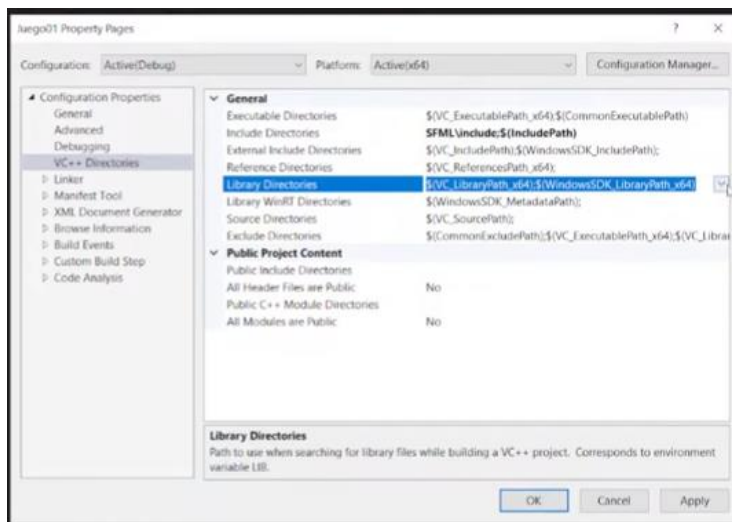 Juego01 Property Pages
Configuration: Active(Debug) Platform: Active(x64) Configuration Manager...
Configuration Properties
General
Advanced
Debugging
VC++ Directories
Linker
Manifest Tool
XML Document Generator
Browse Information
Build Events
Custom Build Step
Code Analysis
General
Executable Directories $(VC_ExecutablePath_x64);$(CommonExecutablePath)
Include Directories SFML\include;$(IncludePath)
External Include Directories $(VC_IncludePath);$(WindowsSDK_IncludePath);
Reference Directories $(VC_ReferencesPath_x64);
Library Directories $(VC_LibraryPath_x64);$(WindowsSDK_LibraryPath_x64)
Library WinRT Directories $(WindowsSDK_MetadataPath);
Source Directories $(VC_SourcePath);
Exclude Directories $(CommonExcludePath);$(VC_ExecutablePath_x64);$(VC_Librar
Public Project Content
Public Include Directories
All Header Files are Public No
Public C++ Module Directories
All Modules are Public No
Library Directories
Path to use when searching for library files while building a VC++ project. Corresponds to environment
variable LIB.
OK Cancel Apply